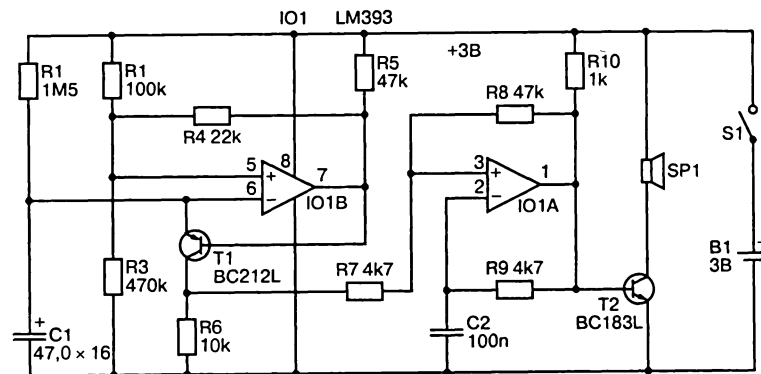 IO1 LM393
R1
1M5
R1
100k
R4 22k
R5
47k
+3B
R8 47k
R10
1k
S1
8
5
+
7
6
−
IO1B
3
+
1
2
−
IO1A
SP1
T1
BC212L
R3
470k
R7 4k7
R9 4k7
B1
3B
+
T2
BC183L
+
C1
47,0 × 16
R6
10k
C2
100n